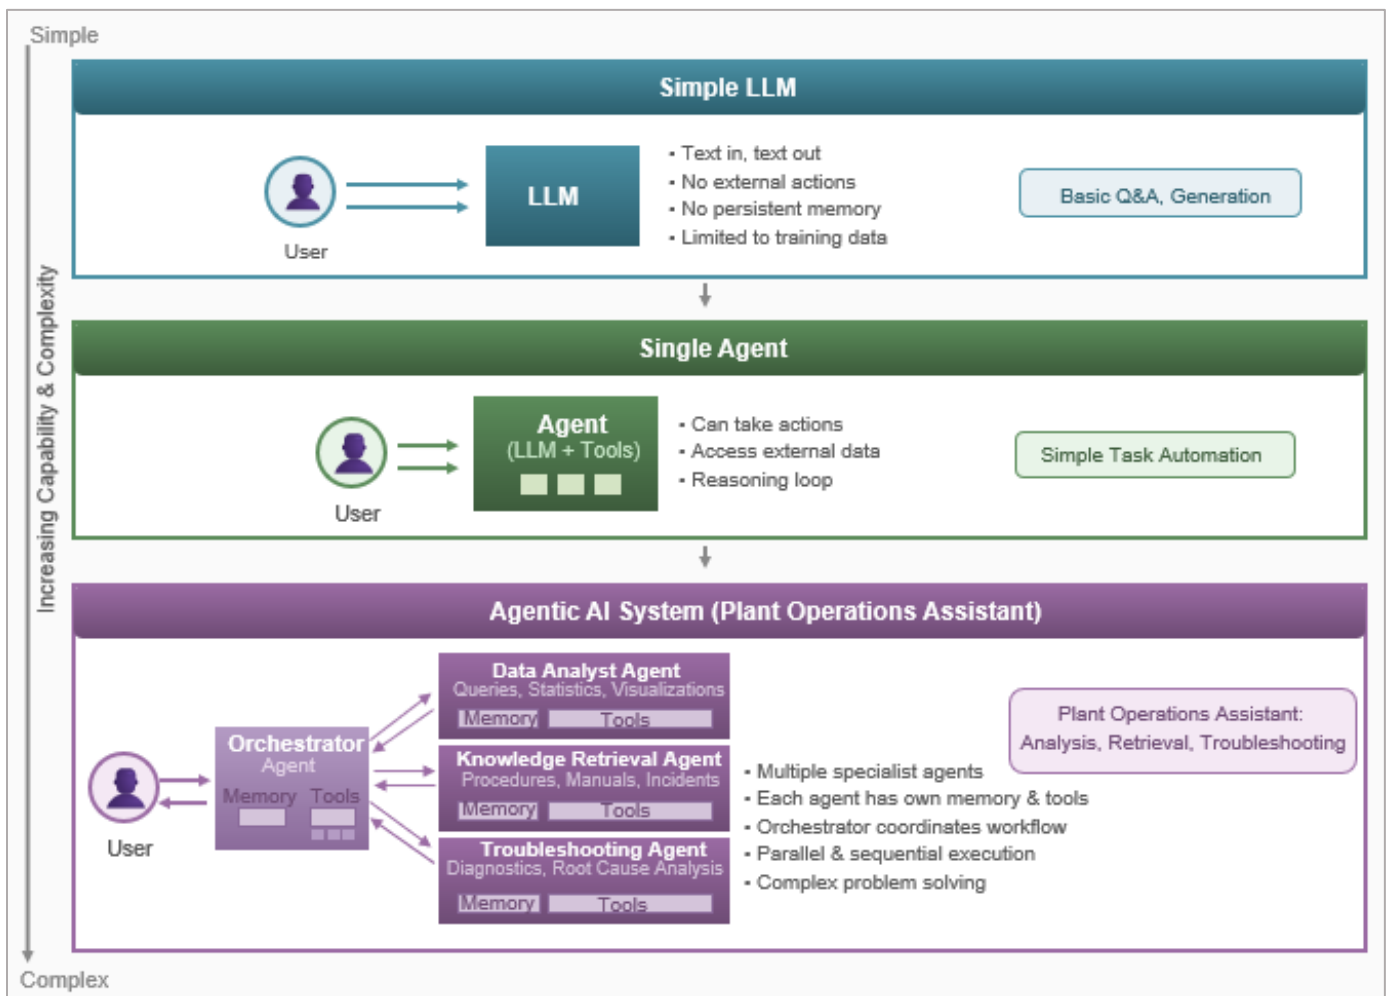 Simple
Simple LLM
LLM
User
▪ Text in, text out
▪ No external actions
▪ No persistent memory
▪ Limited to training data
Basic Q&A, Generation
Increasing Capability & Complexity
Single Agent
Agent
(LLM + Tools)
User
▪ Can take actions
▪ Access external data
▪ Reasoning loop
Simple Task Automation
Agentic AI System (Plant Operations Assistant)
User
Orchestrator
Agent
Memory Tools
Data Analyst Agent
Queries, Statistics, Visualizations
Memory Tools
Knowledge Retrieval Agent
Procedures, Manuals, Incidents
Memory Tools
Troubleshooting Agent
Diagnostics, Root Cause Analysis
Memory Tools
Plant Operations Assistant:
Analysis, Retrieval, Troubleshooting
▪ Multiple specialist agents
▪ Each agent has own memory & tools
▪ Orchestrator coordinates workflow
▪ Parallel & sequential execution
▪ Complex problem solving
Complex